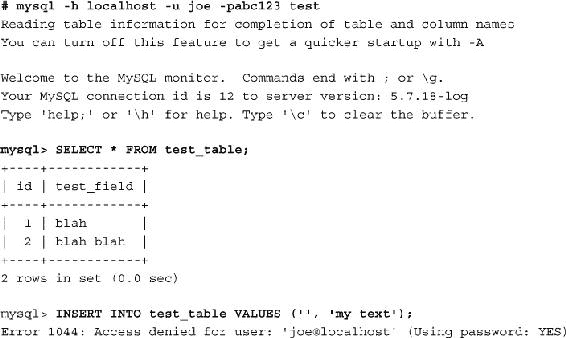 # mysql -h localhost -u joe -pabc123 test
Reading table information for completion of table and column names
You can turn off this feature to get a quicker startup with -A
Welcome to the MySQL monitor.  Commands end with ; or \g.
Your MySQL connection id is 12 to server version: 5.7.18-log
Type 'help;' or '\h' for help. Type '\c' to clear the buffer.
mysql> SELECT * FROM test_table;
+----+------------+
| id | test_field |
+----+------------+
|  1 | blah       |
|  2 | blah blah  |
+----+------------+
2 rows in set (0.0 sec)
mysql> INSERT INTO test_table VALUES ('', 'my text');
Error 1044: Access denied for user: 'joe@localhost' (Using password: YES)